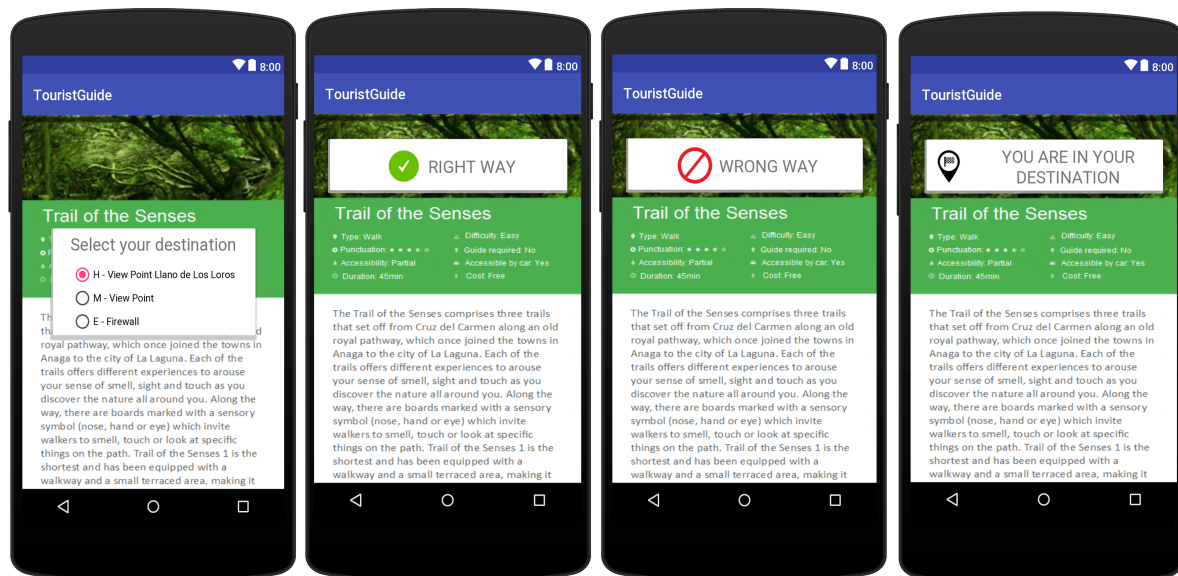 8:00
TouristGuide
Trail of the Senses
Select your destination
H - View Point Llano de Los Loros
M - View Point
E - Firewall
Th
th
royal pathway, which once joined the towns in
Anaga to the city of La Laguna. Each of the
trails offers different experiences to arouse
your sense of smell, sight and touch as you
discover the nature all around you. Along the
way, there are boards marked with a sensory
symbol (nose, hand or eye) which invite
walkers to smell, touch or look at specific
things on the path. Trail of the Senses 1 is the
shortest and has been equipped with a
walkway and a small terraced area, making it
8:00
TouristGuide
RIGHT WAY
Trail of the Senses
Type: Walk
Difficulty: Easy
Punctuation:
Guide required: No
Accessibility: Partial
Accessible by car: Yes
Duration: 45min
Cost: Free
The Trail of the Senses comprises three trails
that set off from Cruz del Carmen along an old
royal pathway, which once joined the towns in
Anaga to the city of La Laguna. Each of the
trails offers different experiences to arouse
your sense of smell, sight and touch as you
discover the nature all around you. Along the
way, there are boards marked with a sensory
symbol (nose, hand or eye) which invite
walkers to smell, touch or look at specific
things on the path. Trail of the Senses 1 is the
shortest and has been equipped with a
walkway and a small terraced area, making it
8:00
TouristGuide
WRONG WAY
Trail of the Senses
Type: Walk
Difficulty: Easy
Punctuation:
Guide required: No
Accessibility: Partial
Accessible by car: Yes
Duration: 45min
Cost: Free
The Trail of the Senses comprises three trails
that set off from Cruz del Carmen along an old
royal pathway, which once joined the towns in
Anaga to the city of La Laguna. Each of the
trails offers different experiences to arouse
your sense of smell, sight and touch as you
discover the nature all around you. Along the
way, there are boards marked with a sensory
symbol (nose, hand or eye) which invite
walkers to smell, touch or look at specific
things on the path. Trail of the Senses 1 is the
shortest and has been equipped with a
walkway and a small terraced area, making it
8:00
TouristGuide
YOU ARE IN YOUR
DESTINATION
Trail of the Senses
Type: Walk
Difficulty: Easy
Punctuation:
Guide required: No
Accessibility: Partial
Accessible by car: Yes
Duration: 45min
Cost: Free
The Trail of the Senses comprises three trails
that set off from Cruz del Carmen along an old
royal pathway, which once joined the towns in
Anaga to the city of La Laguna. Each of the
trails offers different experiences to arouse
your sense of smell, sight and touch as you
discover the nature all around you. Along the
way, there are boards marked with a sensory
symbol (nose, hand or eye) which invite
walkers to smell, touch or look at specific
things on the path. Trail of the Senses 1 is the
shortest and has been equipped with a
walkway and a small terraced area, making it